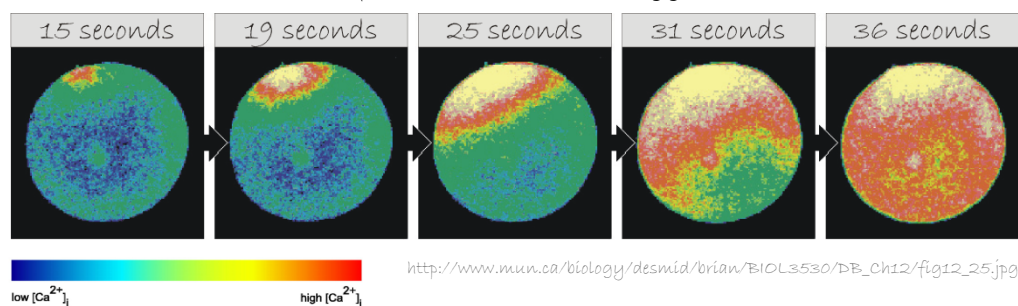 15 seconds
19 seconds
25 seconds
31 seconds
36 seconds
http://www.mun.ca/biology/desmid/brian/BIOL3530/DB_Ch12/fig12_25.jpg
low [Ca²⁺]ᵢ
high [Ca²⁺]ᵢ